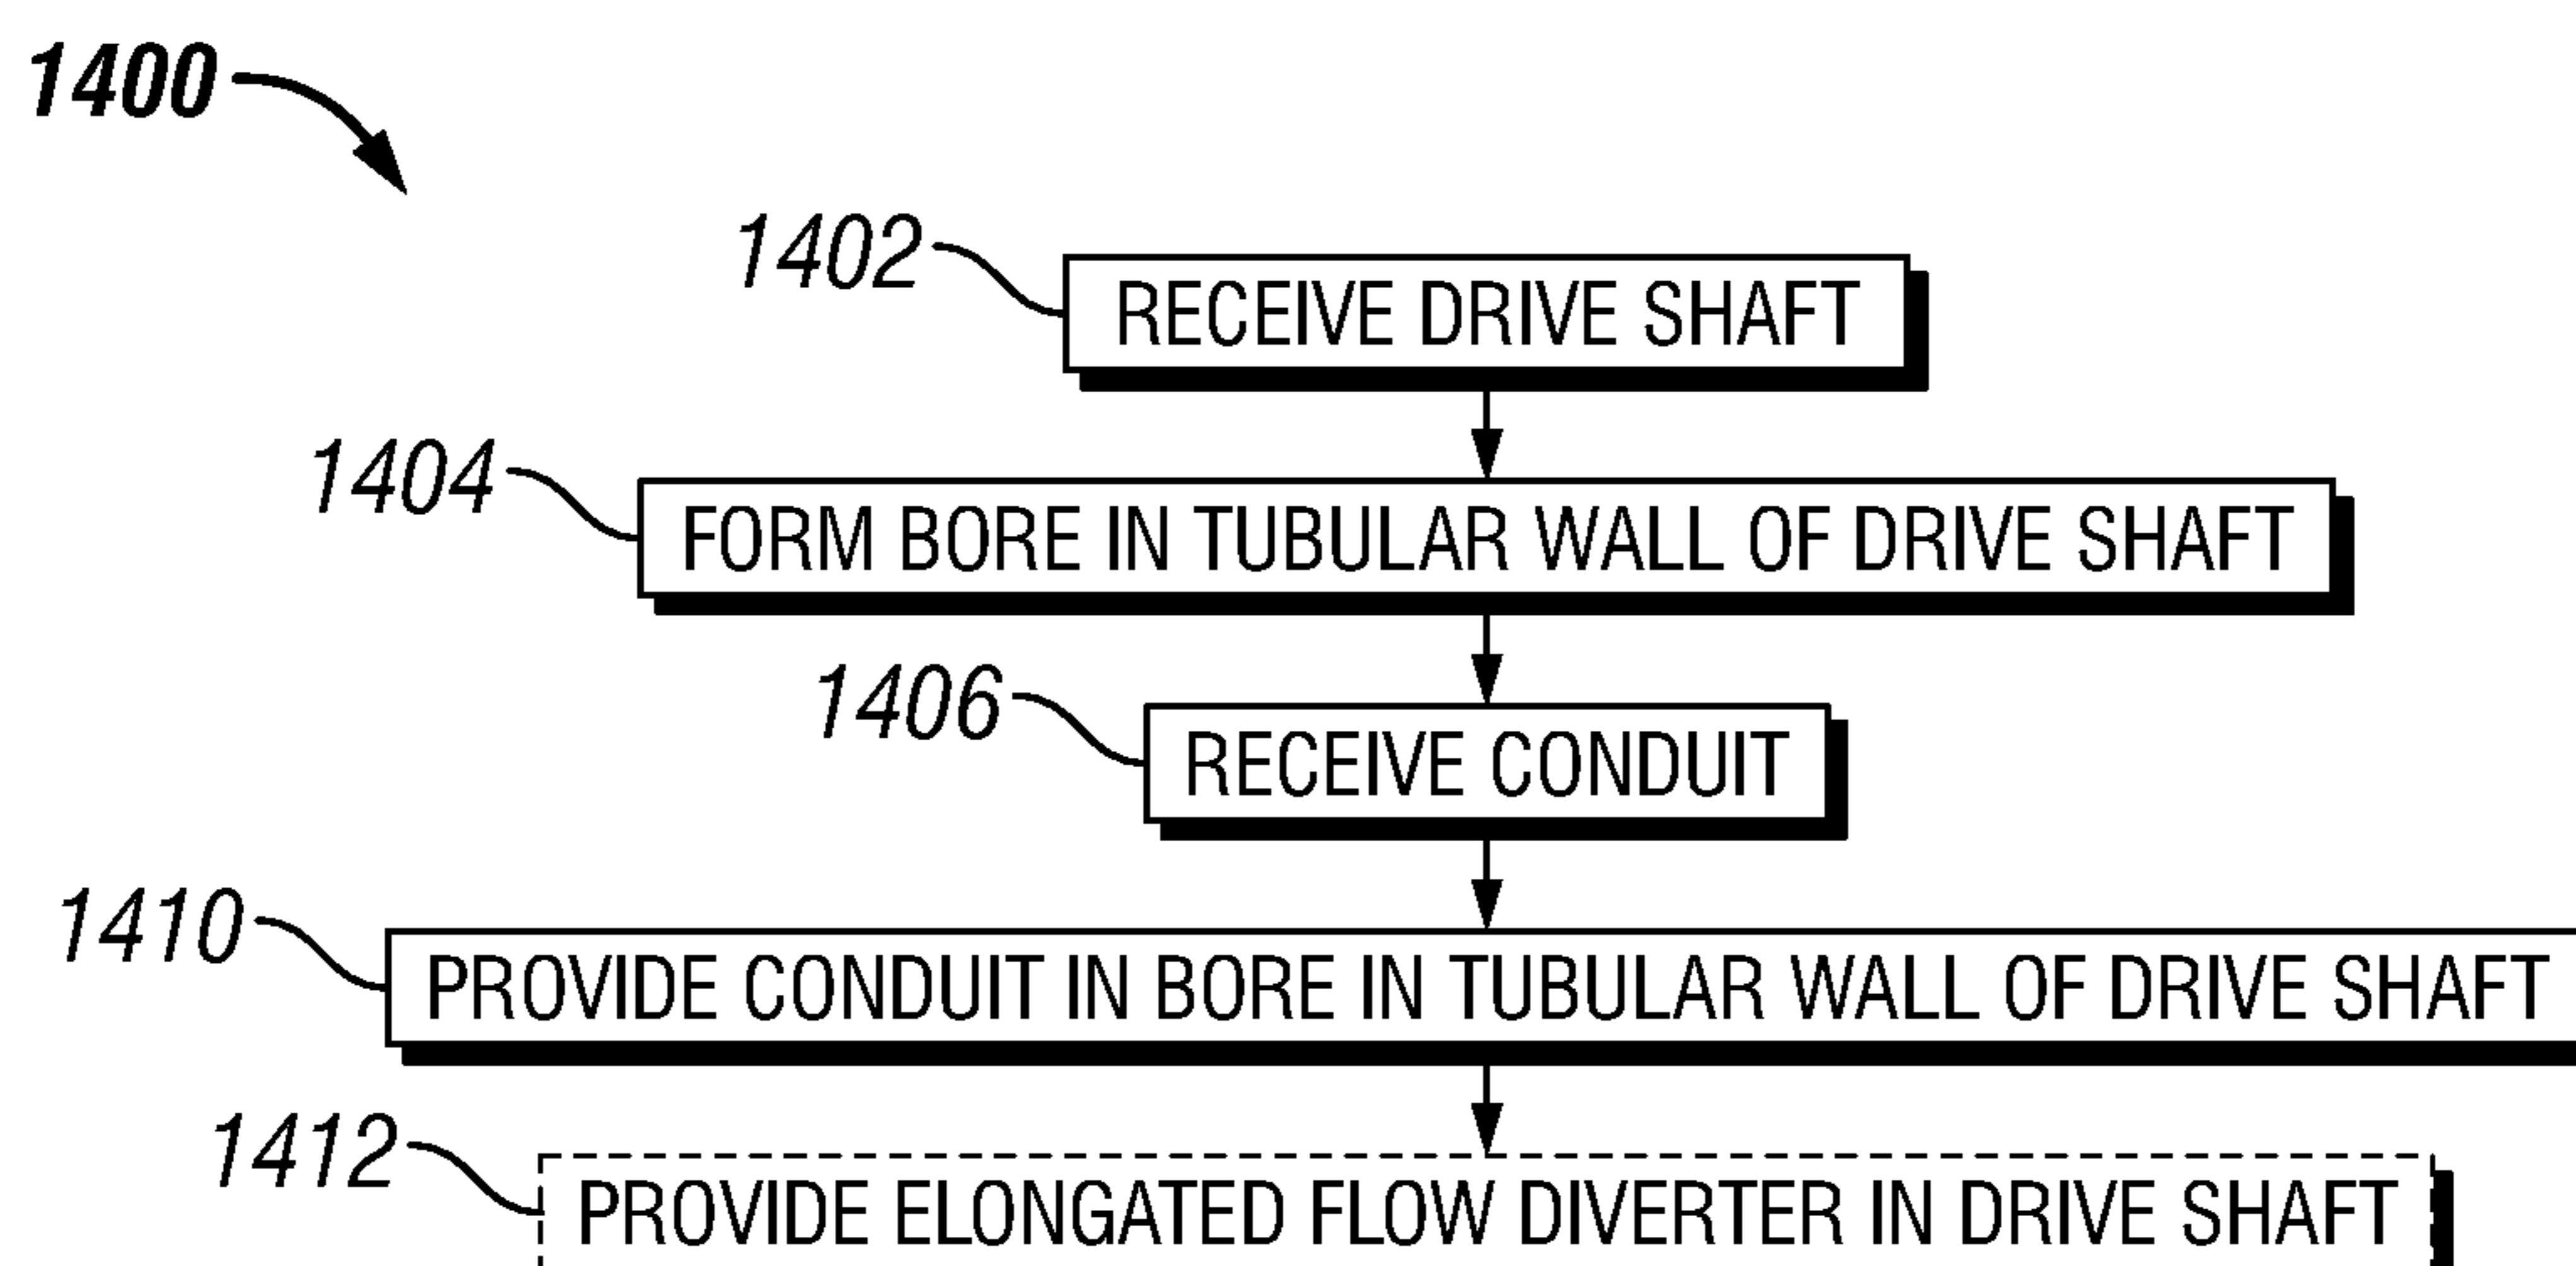 1400
1402
RECEIVE DRIVE SHAFT
1404
FORM BORE IN TUBULAR WALL OF DRIVE SHAFT
1406
RECEIVE CONDUIT
1410
PROVIDE CONDUIT IN BORE IN TUBULAR WALL OF DRIVE SHAFT
1412
PROVIDE ELONGATED FLOW DIVERTER IN DRIVE SHAFT